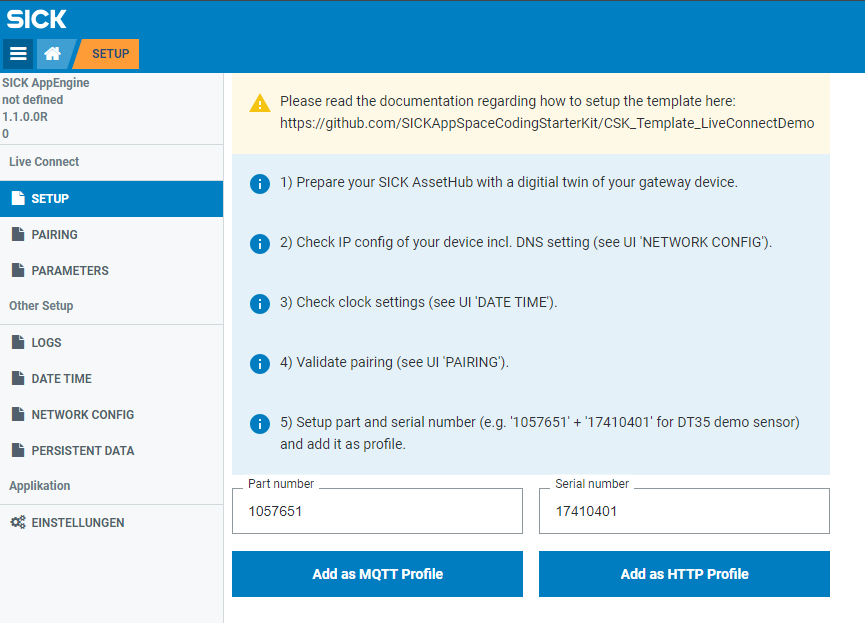 SICK
SETUP
SICK AppEngine
not defined
1.1.0.0R
0
Live Connect
SETUP
PAIRING
PARAMETERS
Other Setup
LOGS
DATE TIME
NETWORK CONFIG
PERSISTENT DATA
Applikation
EINSTELLUNGEN
Please read the documentation regarding how to setup the template here:
https://github.com/SICKAppSpaceCodingStarterKit/CSK_Template_LiveConnectDemo
1) Prepare your SICK AssetHub with a digitial twin of your gateway device.
2) Check IP config of your device incl. DNS setting (see UI 'NETWORK CONFIG').
3) Check clock settings (see UI 'DATE TIME').
4) Validate pairing (see UI 'PAIRING').
5) Setup part and serial number (e.g. '1057651' + '17410401' for DT35 demo sensor)
and add it as profile.
Part number
1057651
Serial number
17410401
Add as MQTT Profile
Add as HTTP Profile